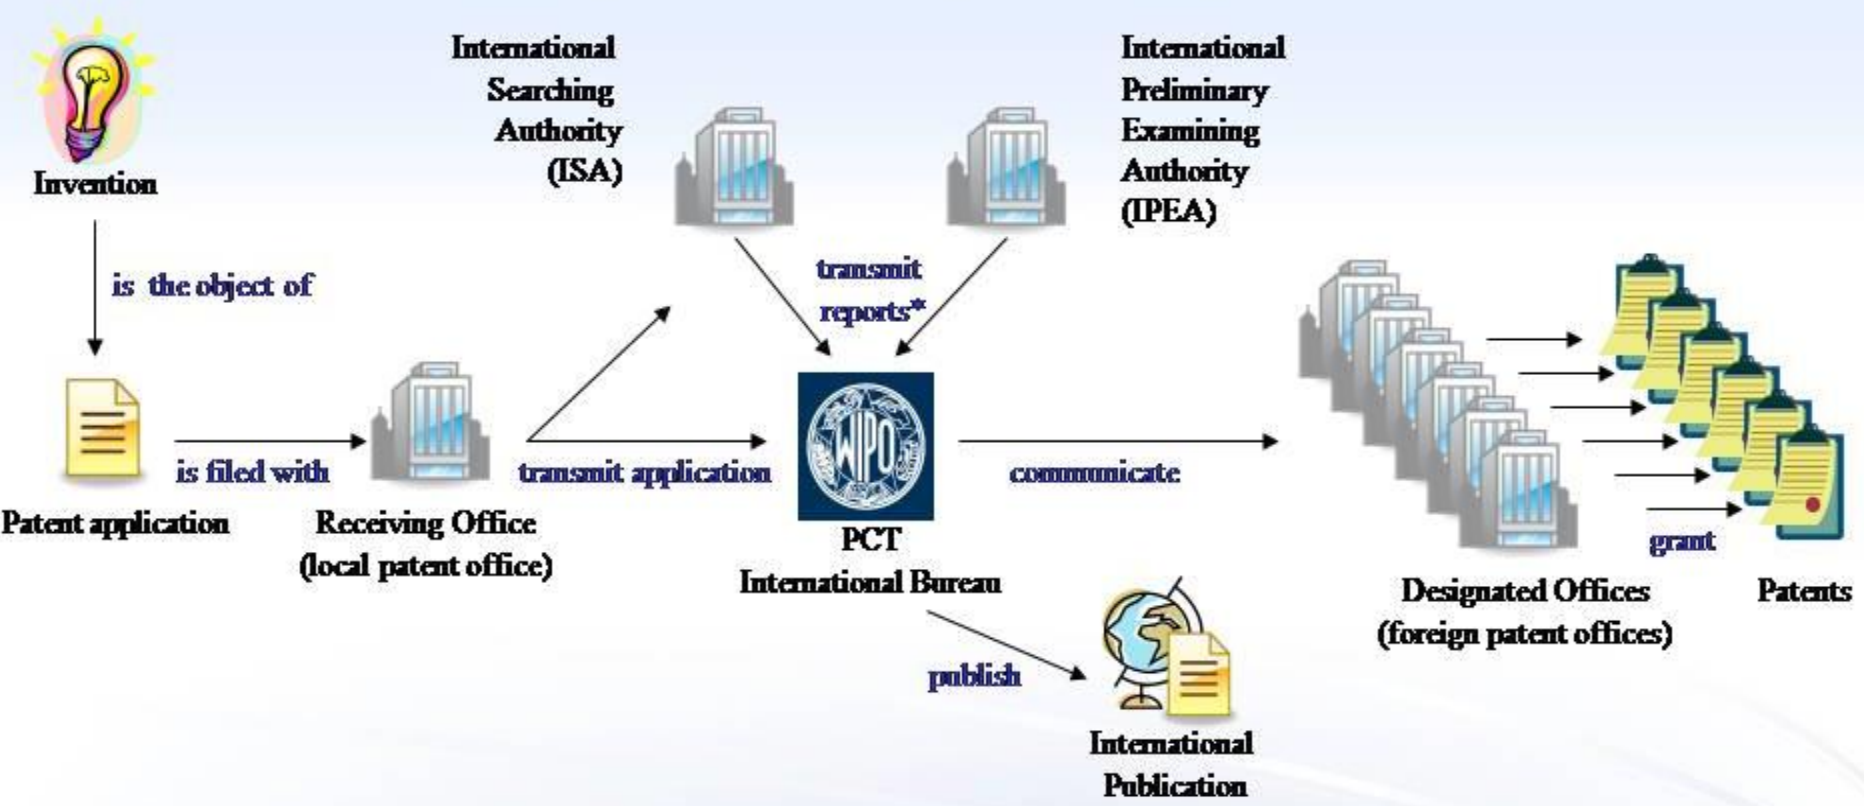 International
Searching
Authority
(ISA)
International
Preliminary
Examining
Authority
(IPEA)
Invention
is the object of
transmit
reports*
is filed with
transmit application
WIPO
communicate
Patent application
Receiving Office
(local patent office)
PCT
International Bureau
grant
Designated Offices
(foreign patent offices)
Patents
publish
International
Publication